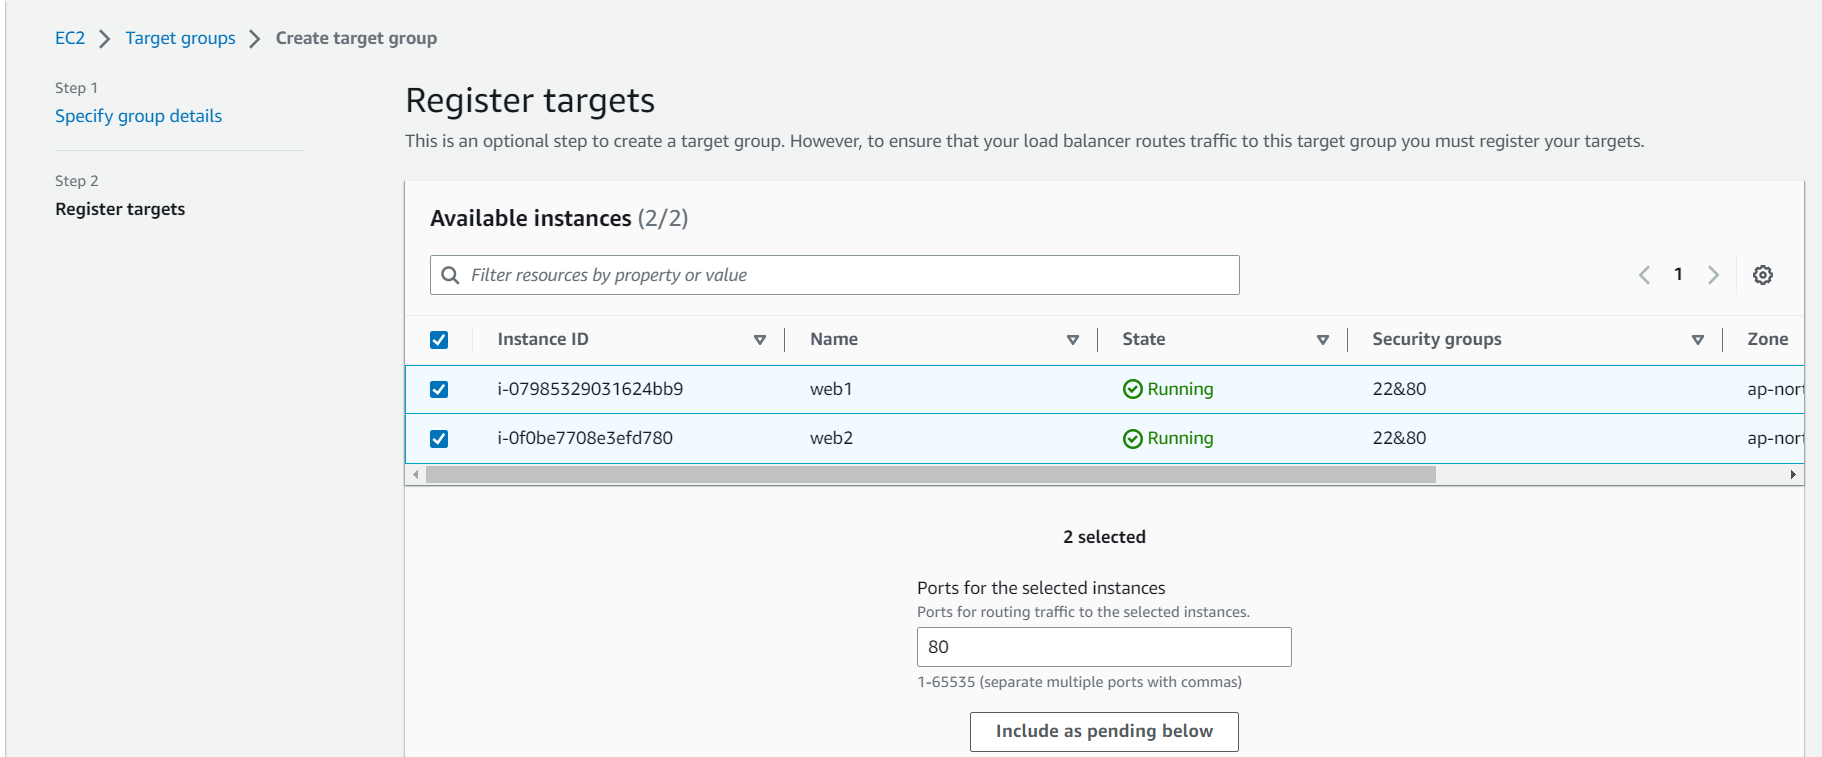 EC2 Target groups Create target group
Step 1
Specify group details
Step 2
Register targets
Register targets
This is an optional step to create a target group. However, to ensure that your load balancer routes traffic to this target group you must register your targets.
Available instances (2/2)
Filter resources by property or value
1
Instance ID Name State Security groups Zone
i-07985329031624bb9 web1 Running 22&80 ap-nort
i-0f0be7708e3efd780 web2 Running 22&80 ap-nort
2 selected
Ports for the selected instances
Ports for routing traffic to the selected instances.
80
1-65535 (separate multiple ports with commas)
Include as pending below